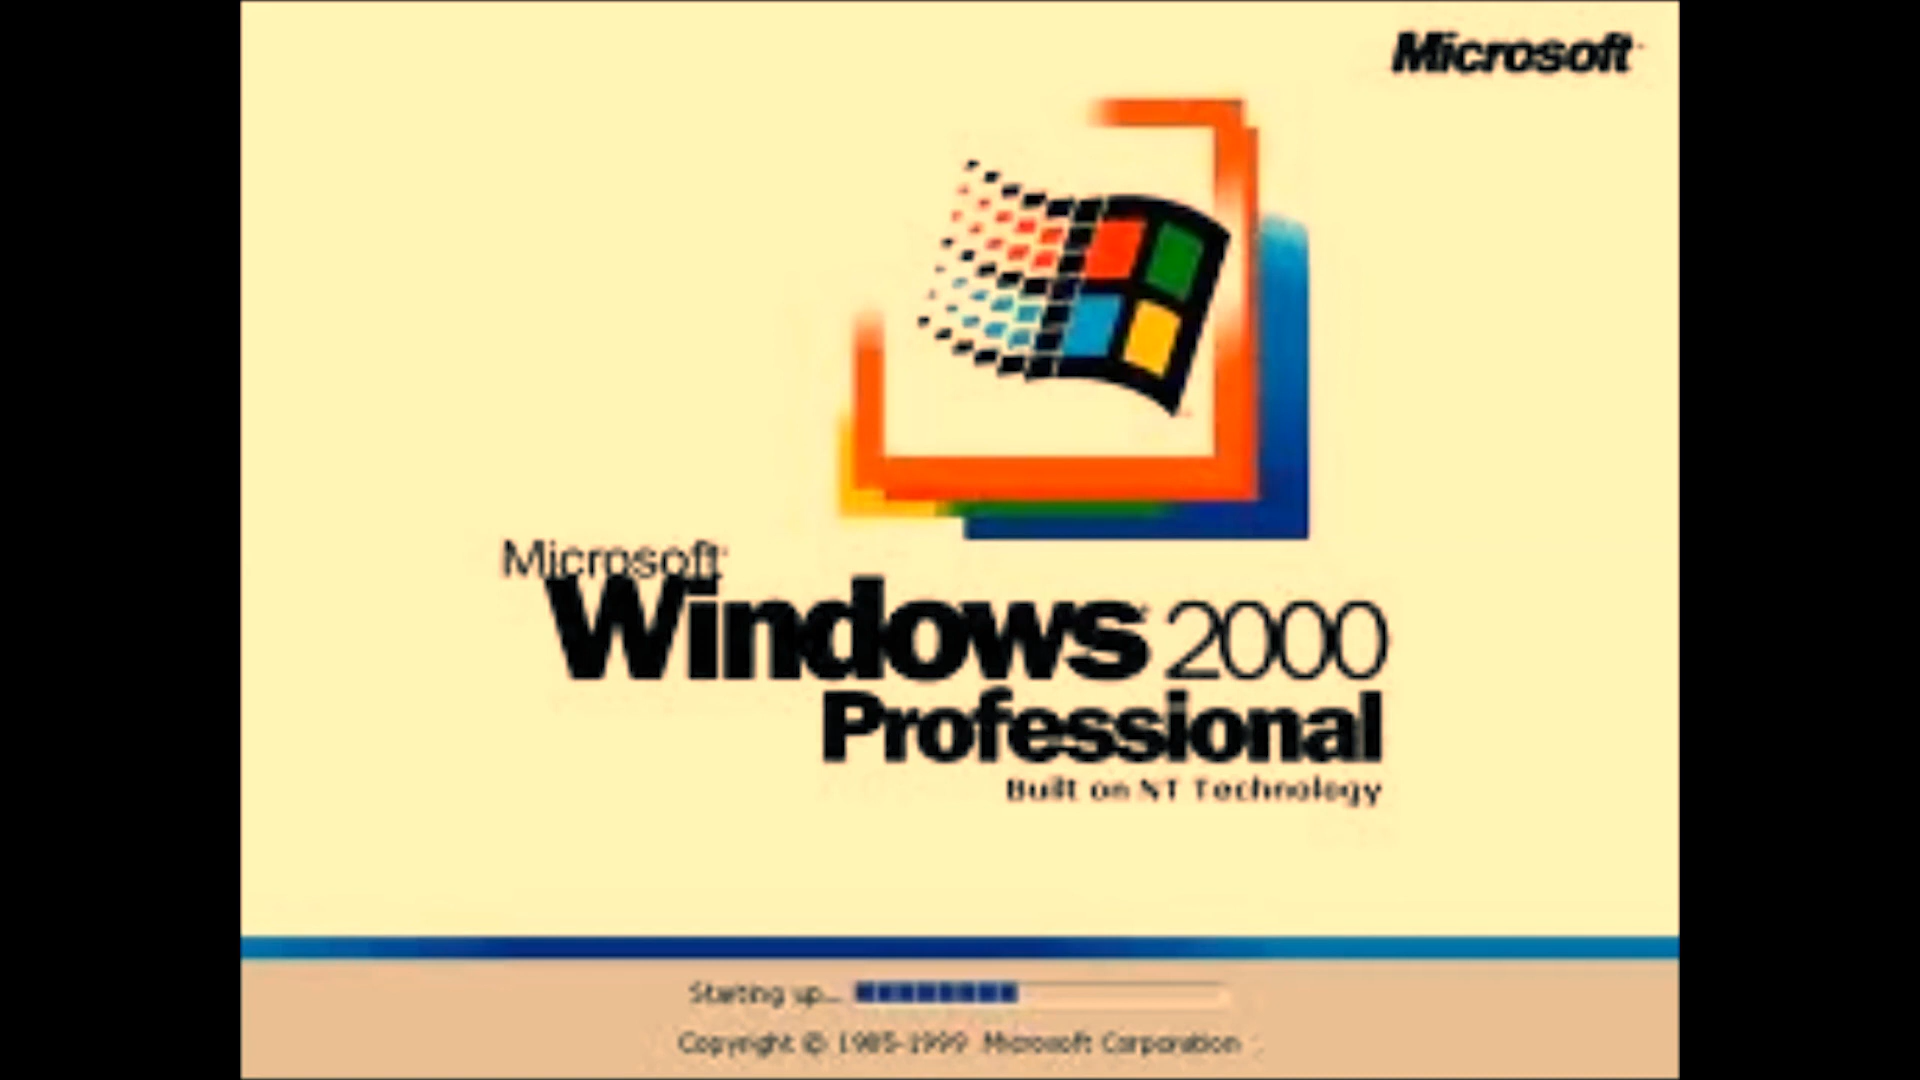 Microsoft
Microsoft
Windows 2000
Professional
Built on NT Technology
Starting up...
Copyright © 1985-1999 Microsoft Corporation